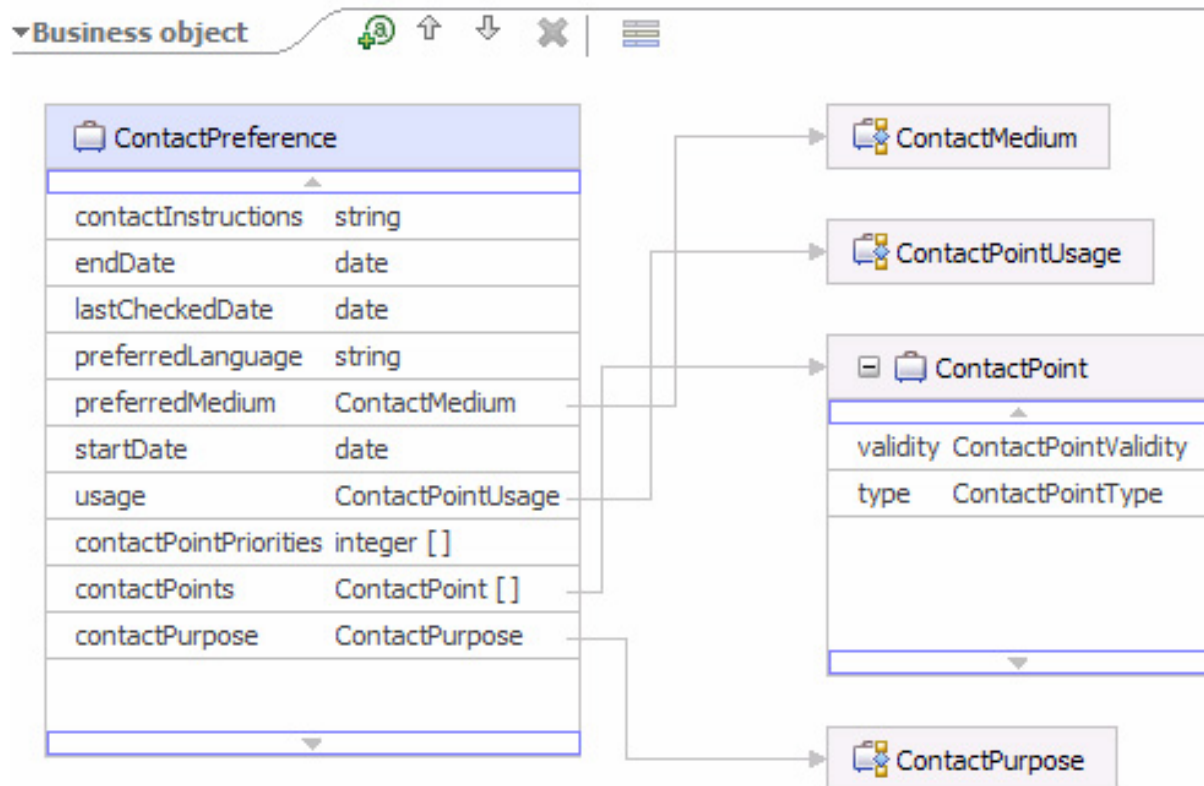 Business object
ContactPreference
contactInstructions string
endDate date
lastCheckedDate date
preferredLanguage string
preferredMedium ContactMedium
startDate date
usage ContactPointUsage
contactPointPriorities integer [ ]
contactPoints ContactPoint [ ]
contactPurpose ContactPurpose
ContactMedium
ContactPointUsage
ContactPoint
validity ContactPointValidity
type ContactPointType
ContactPurpose